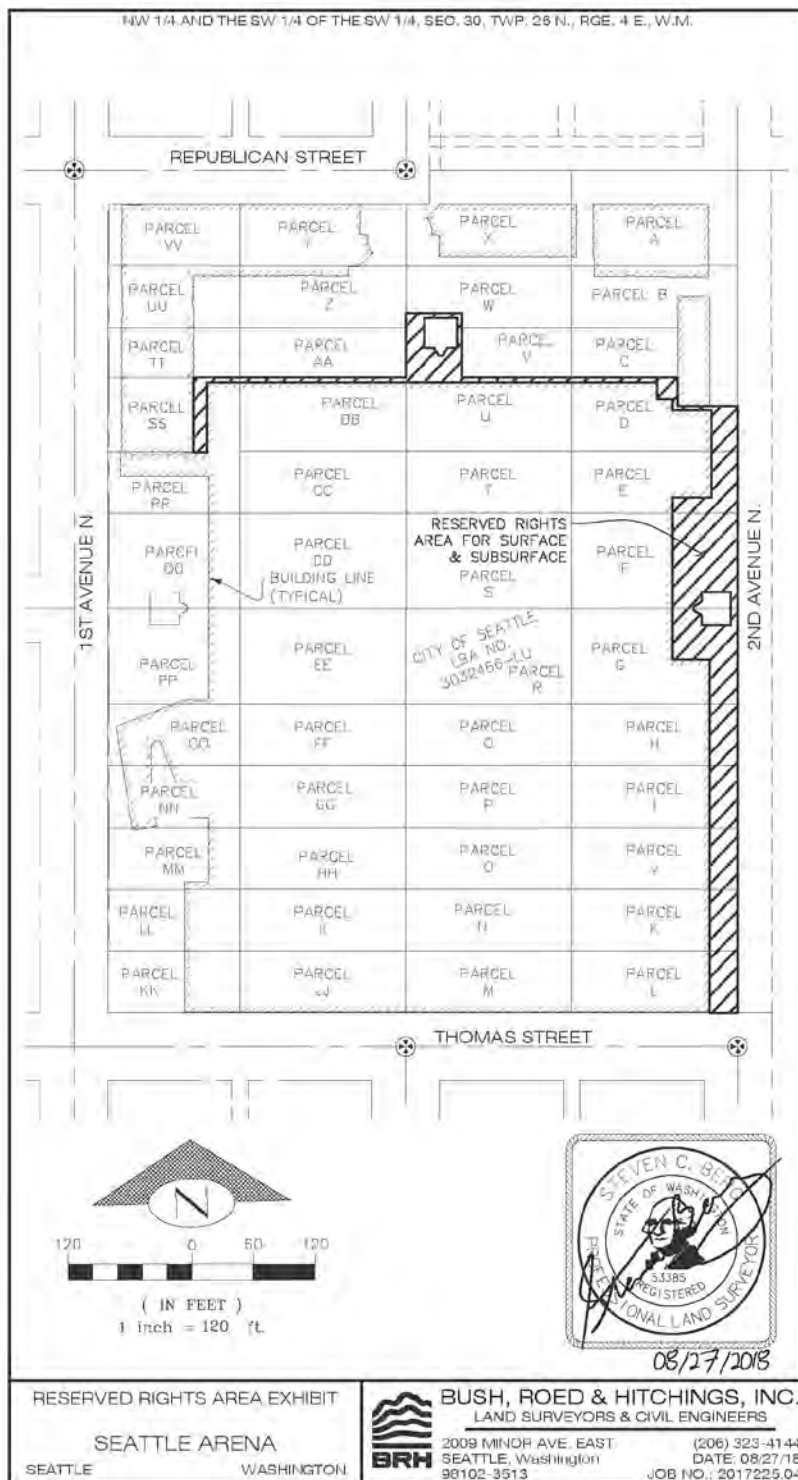 NW 1/4 AND THE SW 1/4 OF THE SW 1/4, SEC. 30, TWP. 26 N., RGE. 4 E., W.M.
REPUBLICAN STREET
PARCEL
VV
PARCEL
Y
PARCEL
X
PARCEL
A
PARCEL
UU
PARCEL
Z
PARCEL
W
PARCEL B
PARCEL
TT
PARCEL
AA
PARCEL
V
PARCEL
C
PARCEL
SS
PARCEL
BB
PARCEL
U
PARCEL
D
PARCEL
RR
PARCEL
CC
PARCEL
T
PARCEL
E
RESERVED RIGHTS
AREA FOR SURFACE
& SUBSURFACE
PARCEL
QQ
PARCEL
DD
BUILDING LINE
(TYPICAL)
PARCEL
S
PARCEL
F
1ST AVENUE N.
2ND AVENUE N.
PARCEL
PP
PARCEL
EE
CITY OF SEATTLE
LBA NO.
3032466-LU
PARCEL
R
PARCEL
G
PARCEL
OO
PARCEL
FF
PARCEL
Q
PARCEL
H
PARCEL
NN
PARCEL
GG
PARCEL
P
PARCEL
I
PARCEL
MM
PARCEL
HH
PARCEL
O
PARCEL
PARCEL
LL
PARCEL
II
PARCEL
N
PARCEL
K
PARCEL
KK
PARCEL
JJ
PARCEL
M
PARCEL
L
THOMAS STREET
N
120 0 60 120
( IN FEET )
1 inch = 120 ft.
STEVEN C. BERG
STATE OF WASHINGTON
53385
REGISTERED
PROFESSIONAL LAND SURVEYOR
08/27/2018
RESERVED RIGHTS AREA EXHIBIT
SEATTLE ARENA
SEATTLE WASHINGTON
BRH
BUSH, ROED & HITCHINGS, INC.
LAND SURVEYORS & CIVIL ENGINEERS
2009 MINOR AVE. EAST (206) 323-4144
SEATTLE, Washington DATE: 08/27/18
98102-3513 JOB NO.: 2017225.04